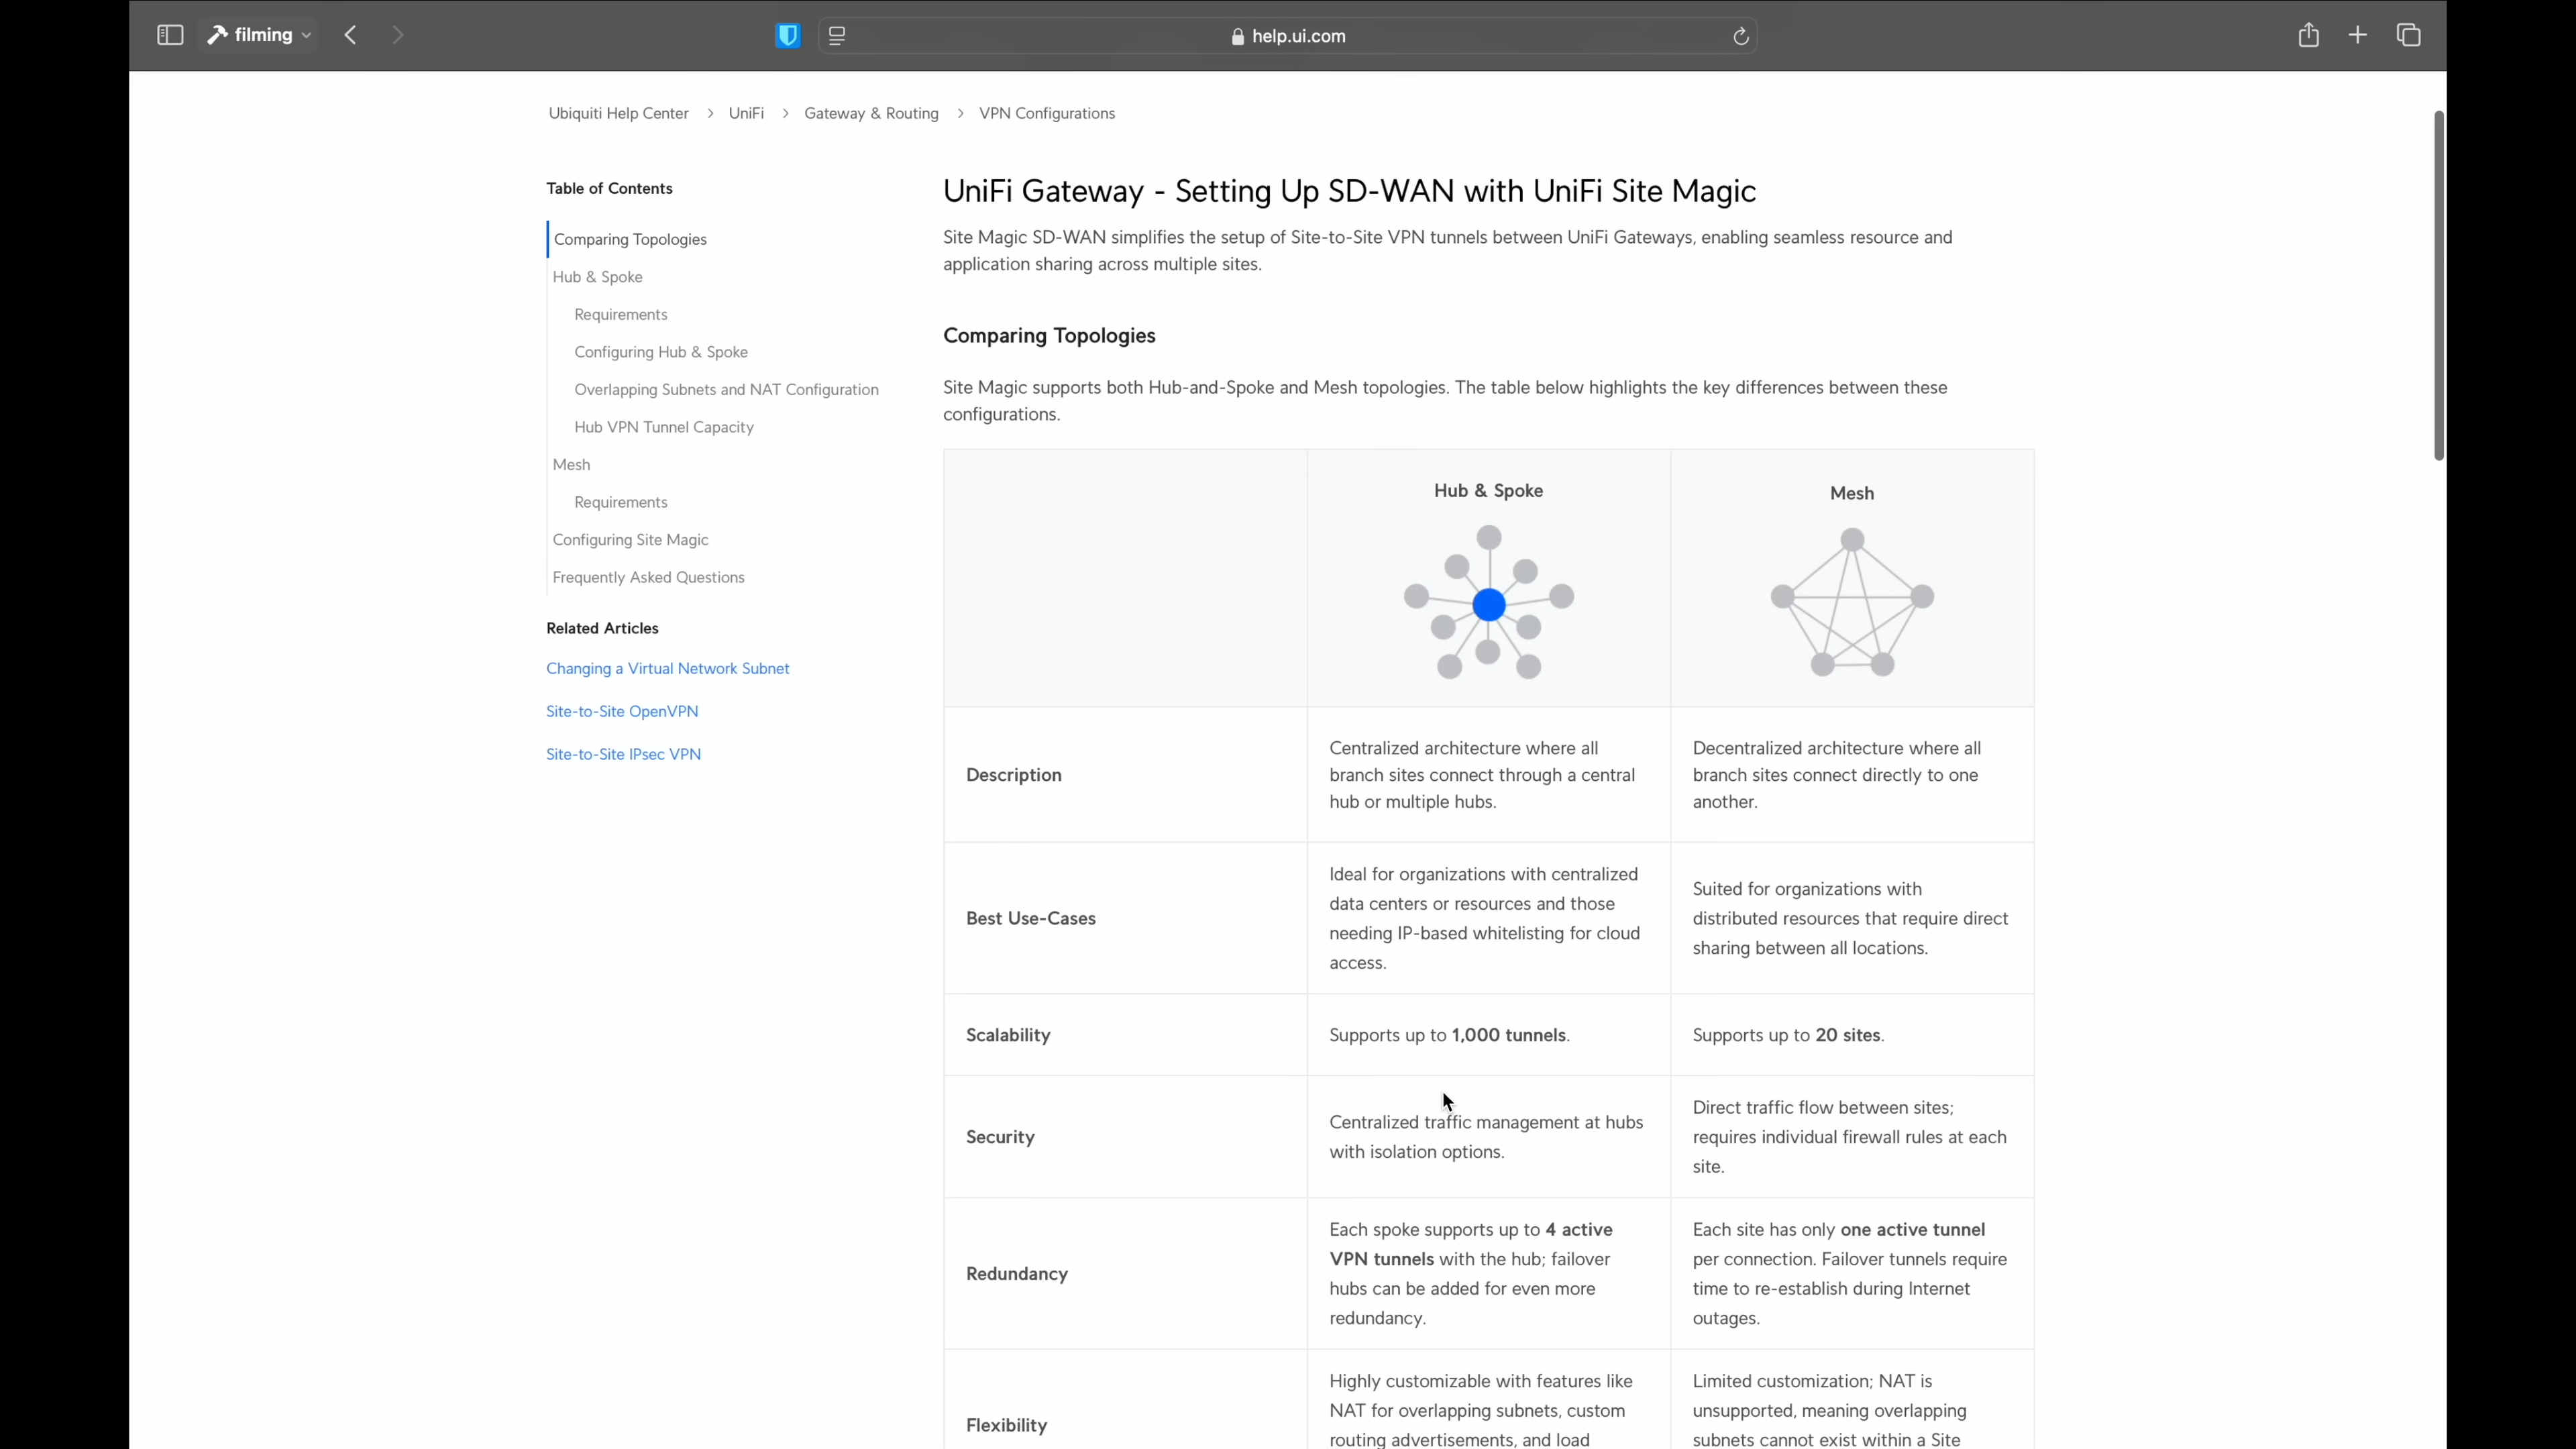 filming
help.ui.com
Ubiquiti Help Center > UniFi > Gateway & Routing > VPN Configurations
Table of Contents
Comparing Topologies
Hub & Spoke
Requirements
Configuring Hub & Spoke
Overlapping Subnets and NAT Configuration
Hub VPN Tunnel Capacity
Mesh
Requirements
Configuring Site Magic
Frequently Asked Questions
Related Articles
Changing a Virtual Network Subnet
Site-to-Site OpenVPN
Site-to-Site IPsec VPN
UniFi Gateway - Setting Up SD-WAN with UniFi Site Magic
Site Magic SD-WAN simplifies the setup of Site-to-Site VPN tunnels between UniFi Gateways, enabling seamless resource and
application sharing across multiple sites.
Comparing Topologies
Site Magic supports both Hub-and-Spoke and Mesh topologies. The table below highlights the key differences between these
configurations.
Hub & Spoke
Mesh
Description
Centralized architecture where all
branch sites connect through a central
hub or multiple hubs.
Decentralized architecture where all
branch sites connect directly to one
another.
Best Use-Cases
Ideal for organizations with centralized
data centers or resources and those
needing IP-based whitelisting for cloud
access.
Suited for organizations with
distributed resources that require direct
sharing between all locations.
Scalability
Supports up to 1,000 tunnels.
Supports up to 20 sites.
Security
Centralized traffic management at hubs
with isolation options.
Direct traffic flow between sites;
requires individual firewall rules at each
site.
Redundancy
Each spoke supports up to 4 active
VPN tunnels with the hub; failover
hubs can be added for even more
redundancy.
Each site has only one active tunnel
per connection. Failover tunnels require
time to re-establish during Internet
outages.
Flexibility
Highly customizable with features like
NAT for overlapping subnets, custom
routing advertisements, and load
Limited customization; NAT is
unsupported, meaning overlapping
subnets cannot exist within a Site